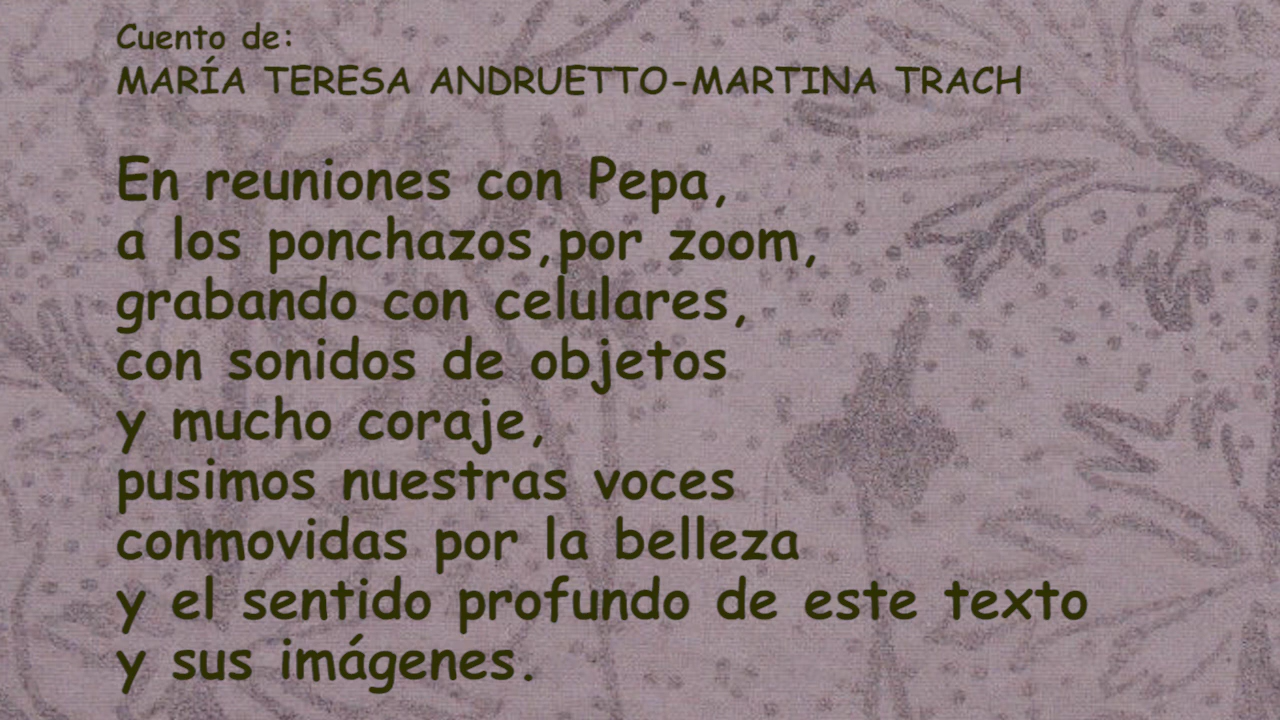 Cuento de:
MARÍA TERESA ANDRUETTO-MARTINA TRACH
En reuniones con Pepa,
a los ponchazos,por zoom,
grabando con celulares,
con sonidos de objetos
y mucho coraje,
pusimos nuestras voces
conmovidas por la belleza
y el sentido profundo de este texto
y sus imágenes.